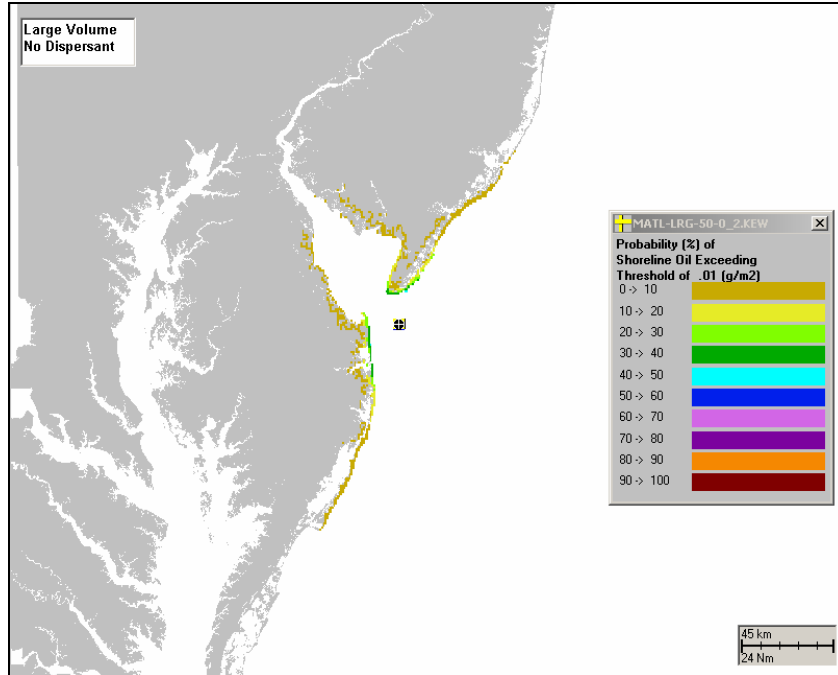 Large Volume
No Dispersant
MATL-LRG-50-0_2.KEW
Probability (%) of
Shoreline Oil Exceeding
Threshold of .01 (g/m2)
0 -> 10
10 -> 20
20 -> 30
30 -> 40
40 -> 50
50 -> 60
60 -> 70
70 -> 80
80 -> 90
90 -> 100
45 km
24 Nm